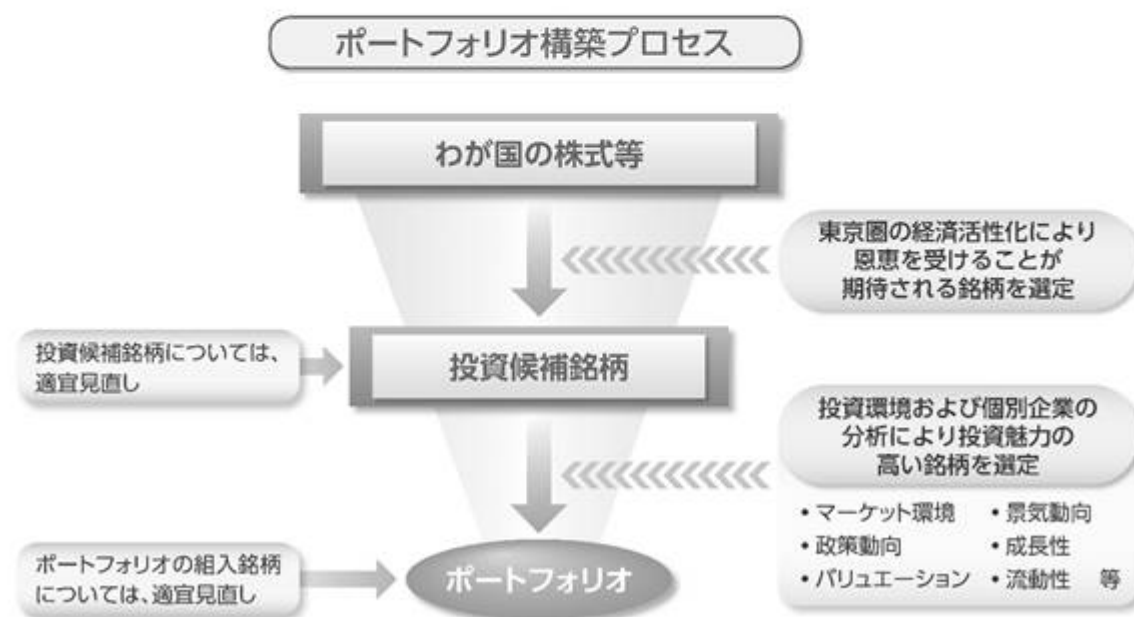 ポートフォリオ構築プロセス
わが国の株式等
東京圏の経済活性化により
恩恵を受けることが
期待される銘柄を選定
投資候補銘柄については、
適宜見直し
投資候補銘柄
投資環境および個別企業の
分析により投資魅力の
高い銘柄を選定
•マーケット環境 •景気動向
•政策動向 •成長性
•バリュエーション •流動性 等
ポートフォリオの組入銘柄
については、適宜見直し
ポートフォリオ